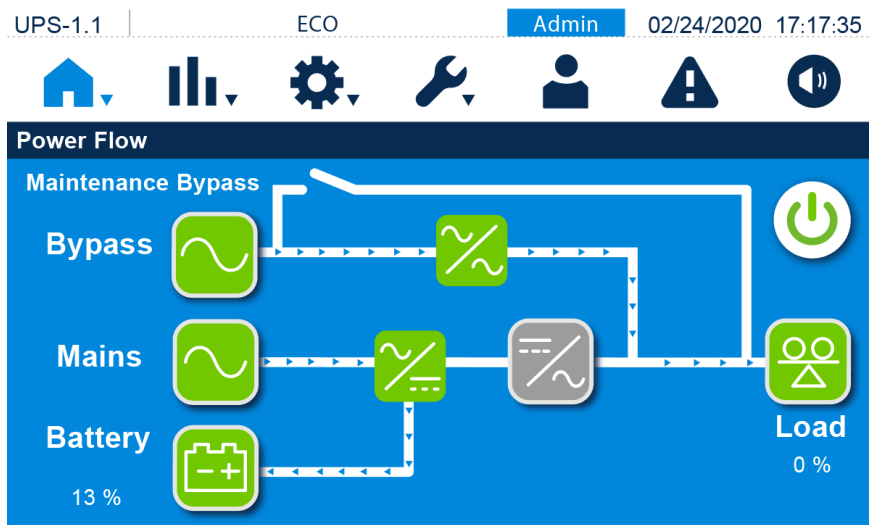 UPS-1.1 ECO Admin 02/24/2020 17:17:35
Power Flow
Maintenance Bypass
Bypass
Mains
Battery
13 %
Load
0 %